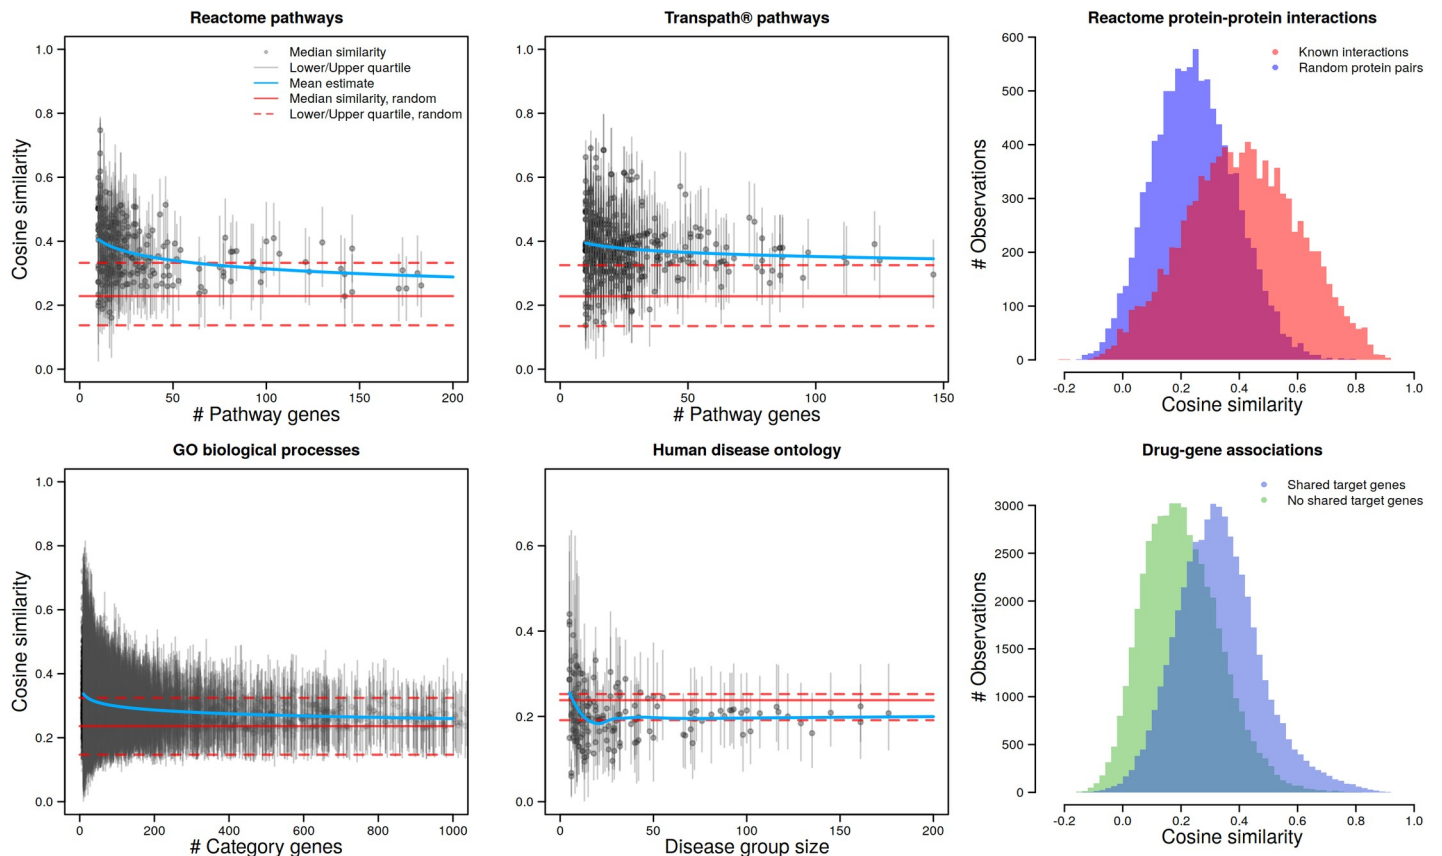 Reactome pathways
1.0
0.8
0.6
0.4
0.2
0.0
Cosine similarity
Median similarity
Lower/Upper quartile
Mean estimate
Median similarity, random
Lower/Upper quartile, random
0 50 100 150 200
# Pathway genes
Transpath® pathways
1.0
0.8
0.6
0.4
0.2
0.0
0 50 100 150
# Pathway genes
Reactome protein-protein interactions
600
500
400
300
200
100
0
# Observations
Known interactions
Random protein pairs
-0.2 0.0 0.2 0.4 0.6 0.8 1.0
Cosine similarity
GO biological processes
1.0
0.8
0.6
0.4
0.2
0.0
Cosine similarity
0 200 400 600 800 1000
# Category genes
Human disease ontology
0.6
0.4
0.2
0.0
0 50 100 150 200
Disease group size
Drug-gene associations
3000
2500
2000
1500
1000
500
0
# Observations
Shared target genes
No shared target genes
-0.2 0.0 0.2 0.4 0.6 0.8 1.0
Cosine similarity